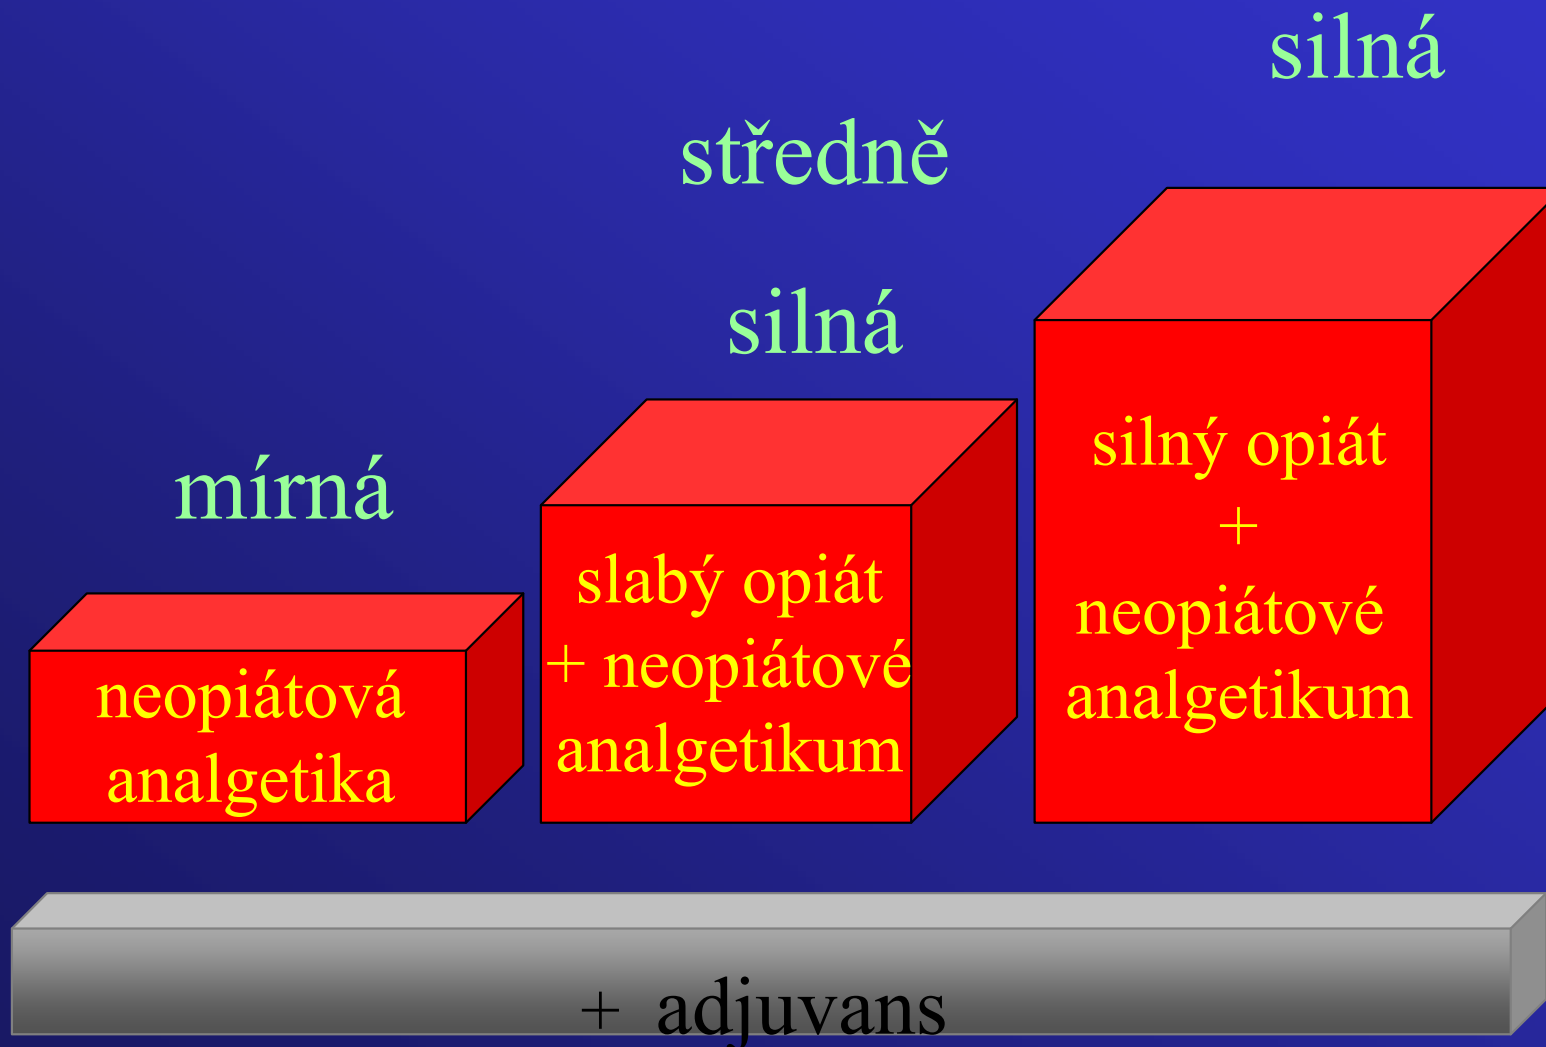 silná
středně
silná
mírná
silný opiát
+
neopiátové
analgetikum
slabý opiát
+ neopiátové
analgetikum
neopiátová
analgetika
+ adjuvans